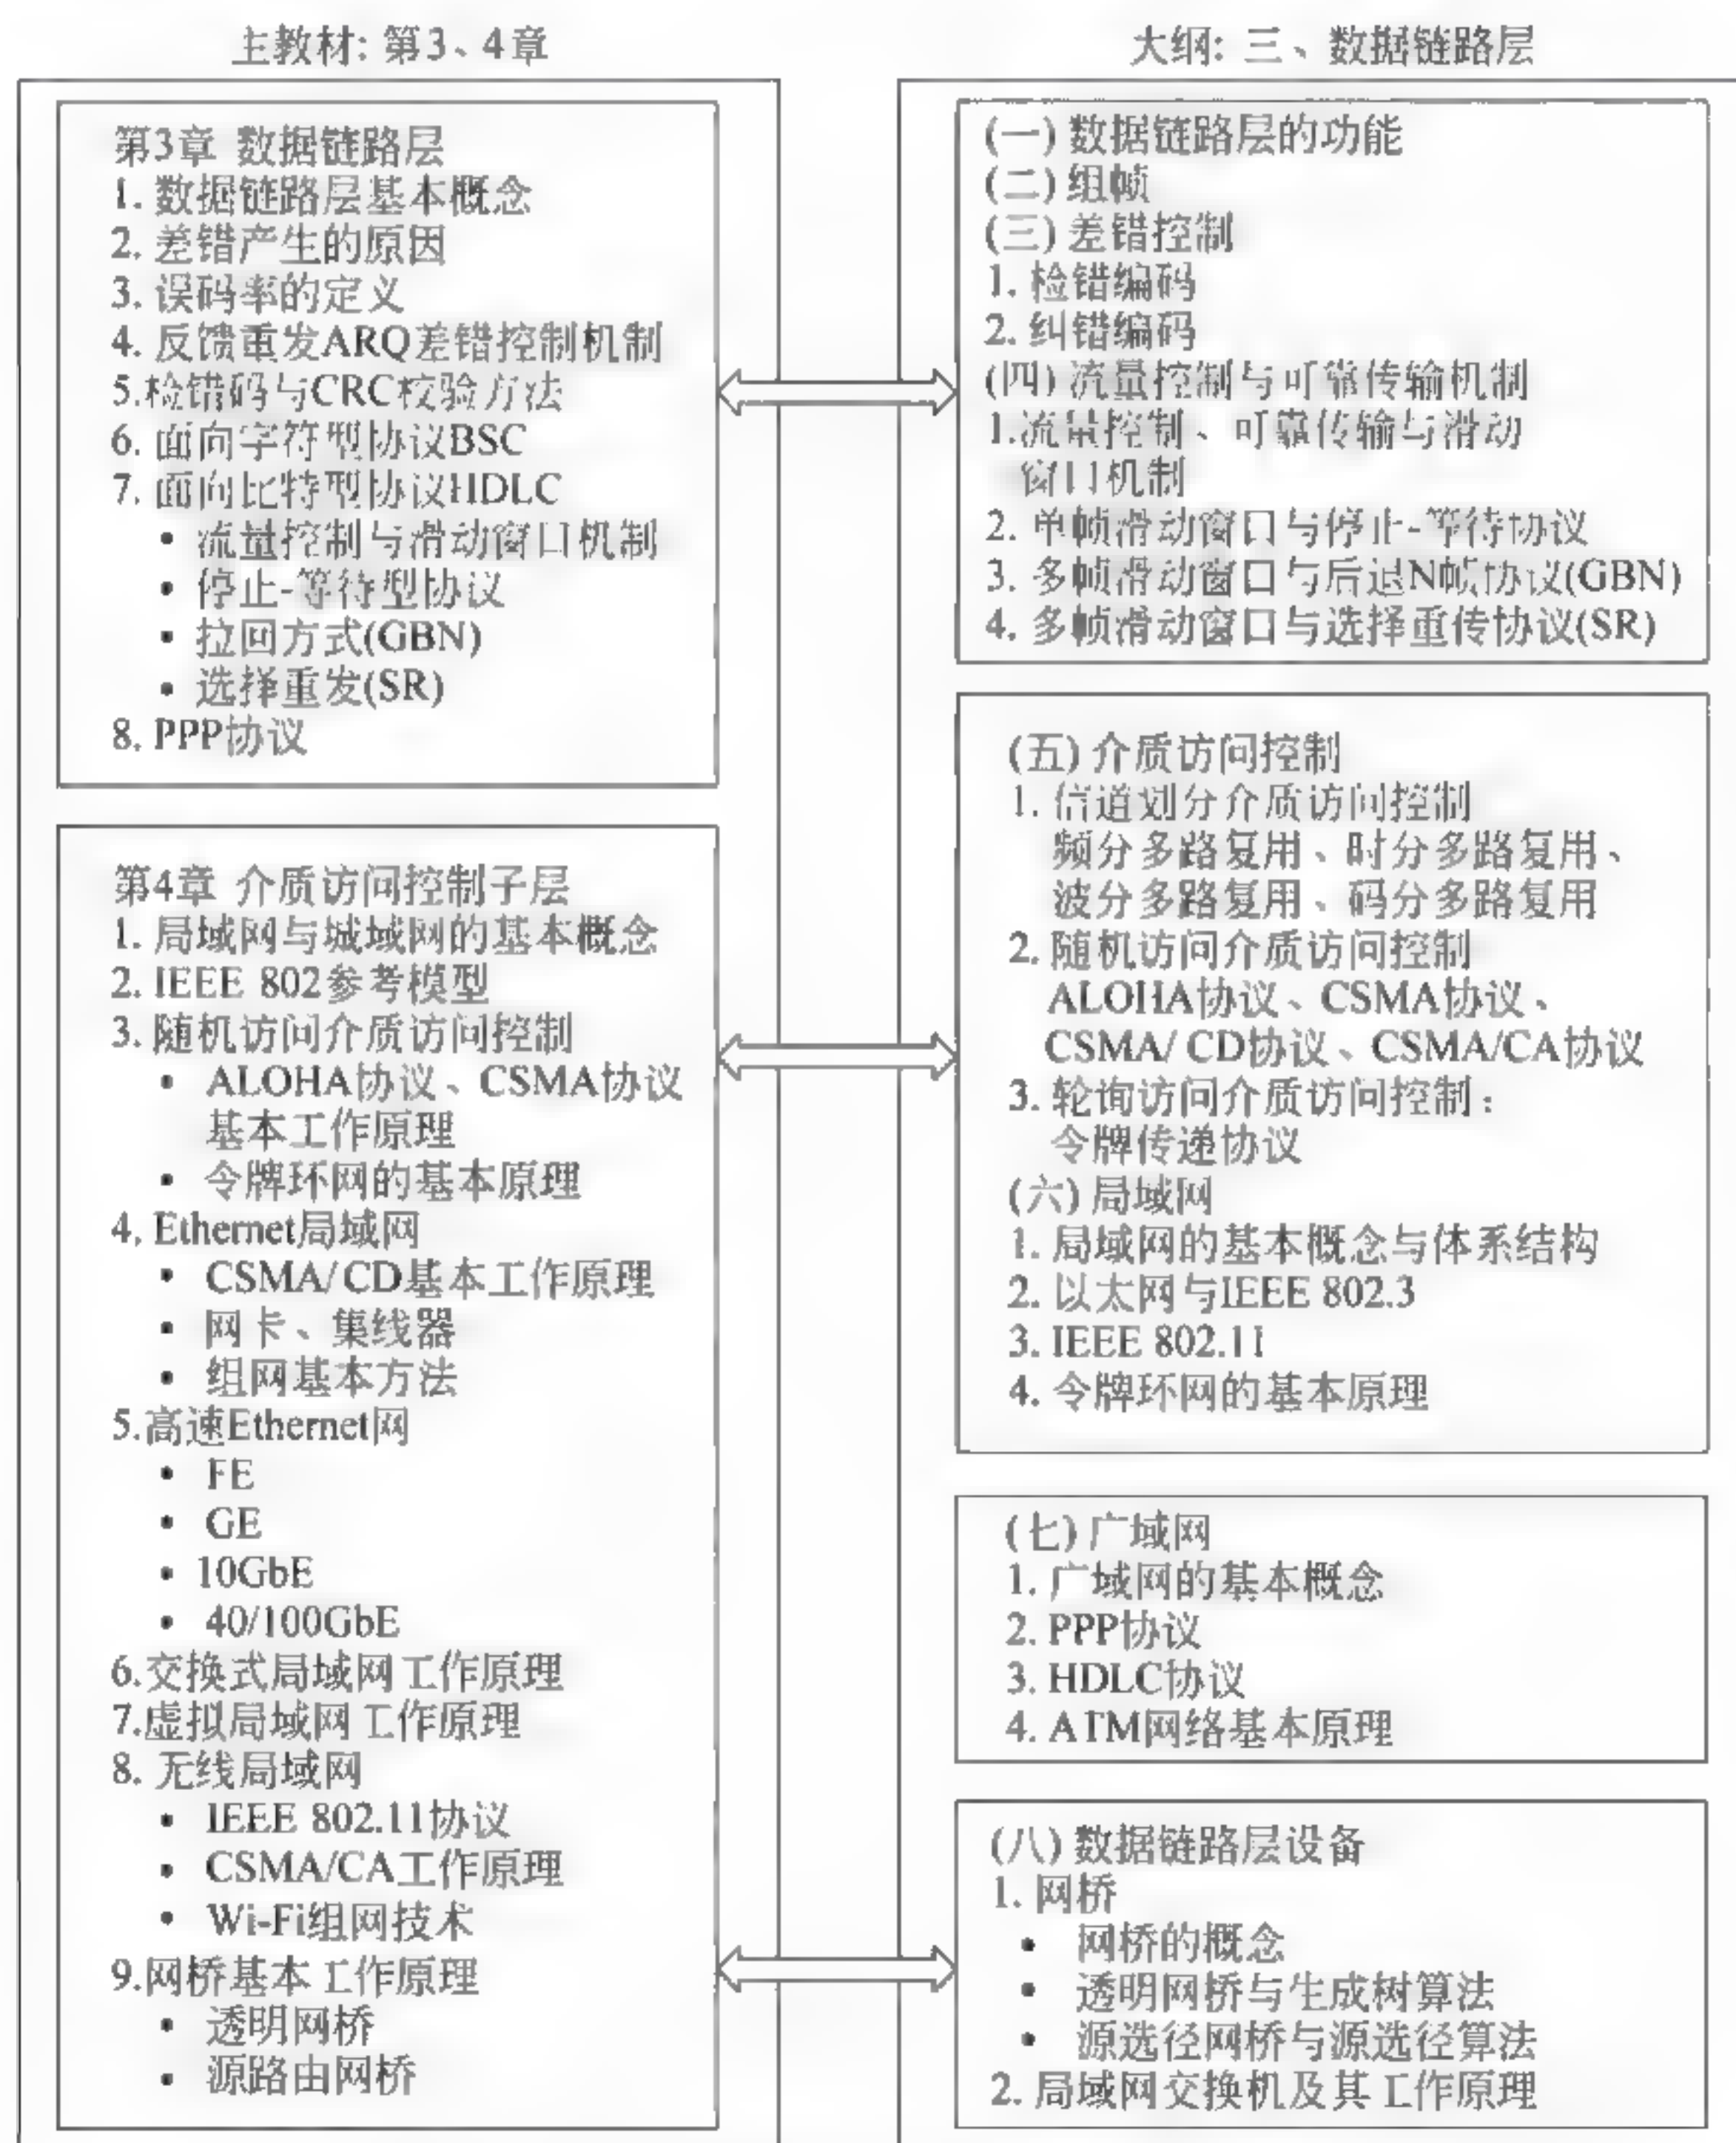 主教材: 第3、4章
第3章 数据链路层
1. 数据链路层基本概念
2. 差错产生的原因
3. 误码率的定义
4. 反馈重发ARQ差错控制机制
5.检错码与CRC校验方法
6. 面向字符型协议BSC
7. 面向比特型协议HDLC
• 流量控制与滑动窗口机制
• 停止-等待型协议
• 拉回方式(GBN)
• 选择重发(SR)
8. PPP协议
第4章 介质访问控制子层
1. 局域网与城域网的基本概念
2. IEEE 802参考模型
3. 随机访问介质访问控制
• ALOHA协议、CSMA协议
基本工作原理
• 令牌环网的基本原理
4. Ethernet局域网
• CSMA/ CD基本工作原理
• 网卡、集线器
• 组网基本方法
5.高速Ethernet网
• FE
• GE
• 10GbE
• 40/100GbE
6.交换式局域网工作原理
7.虚拟局域网工作原理
8. 无线局域网
• IEEE 802.11协议
• CSMA/CA工作原理
• Wi-Fi组网技术
9.网桥基本工作原理
• 透明网桥
• 源路由网桥
大纲: 三、数据链路层
(一) 数据链路层的功能
(二) 组帧
(三) 差错控制
1. 检错编码
2. 纠错编码
(四) 流量控制与可靠传输机制
1.流量控制、可靠传输与滑动
窗口机制
2. 单帧滑动窗口与停止-等待协议
3. 多帧滑动窗口与后退N帧协议(GBN)
4. 多帧滑动窗口与选择重传协议(SR)
(五) 介质访问控制
1. 信道划分介质访问控制
频分多路复用、时分多路复用、
波分多路复用、码分多路复用
2. 随机访问介质访问控制
ALOHA协议、CSMA协议、
CSMA/ CD协议、CSMA/CA协议
3. 轮询访问介质访问控制：
令牌传递协议
(六) 局域网
1. 局域网的基本概念与体系结构
2. 以太网与IEEE 802.3
3. IEEE 802.11
4. 令牌环网的基本原理
(七) 广域网
1. 广域网的基本概念
2. PPP协议
3. HDLC协议
4. ATM网络基本原理
(八) 数据链路层设备
1. 网桥
• 网桥的概念
• 透明网桥与生成树算法
• 源选径网桥与源选径算法
2. 局域网交换机及其工作原理